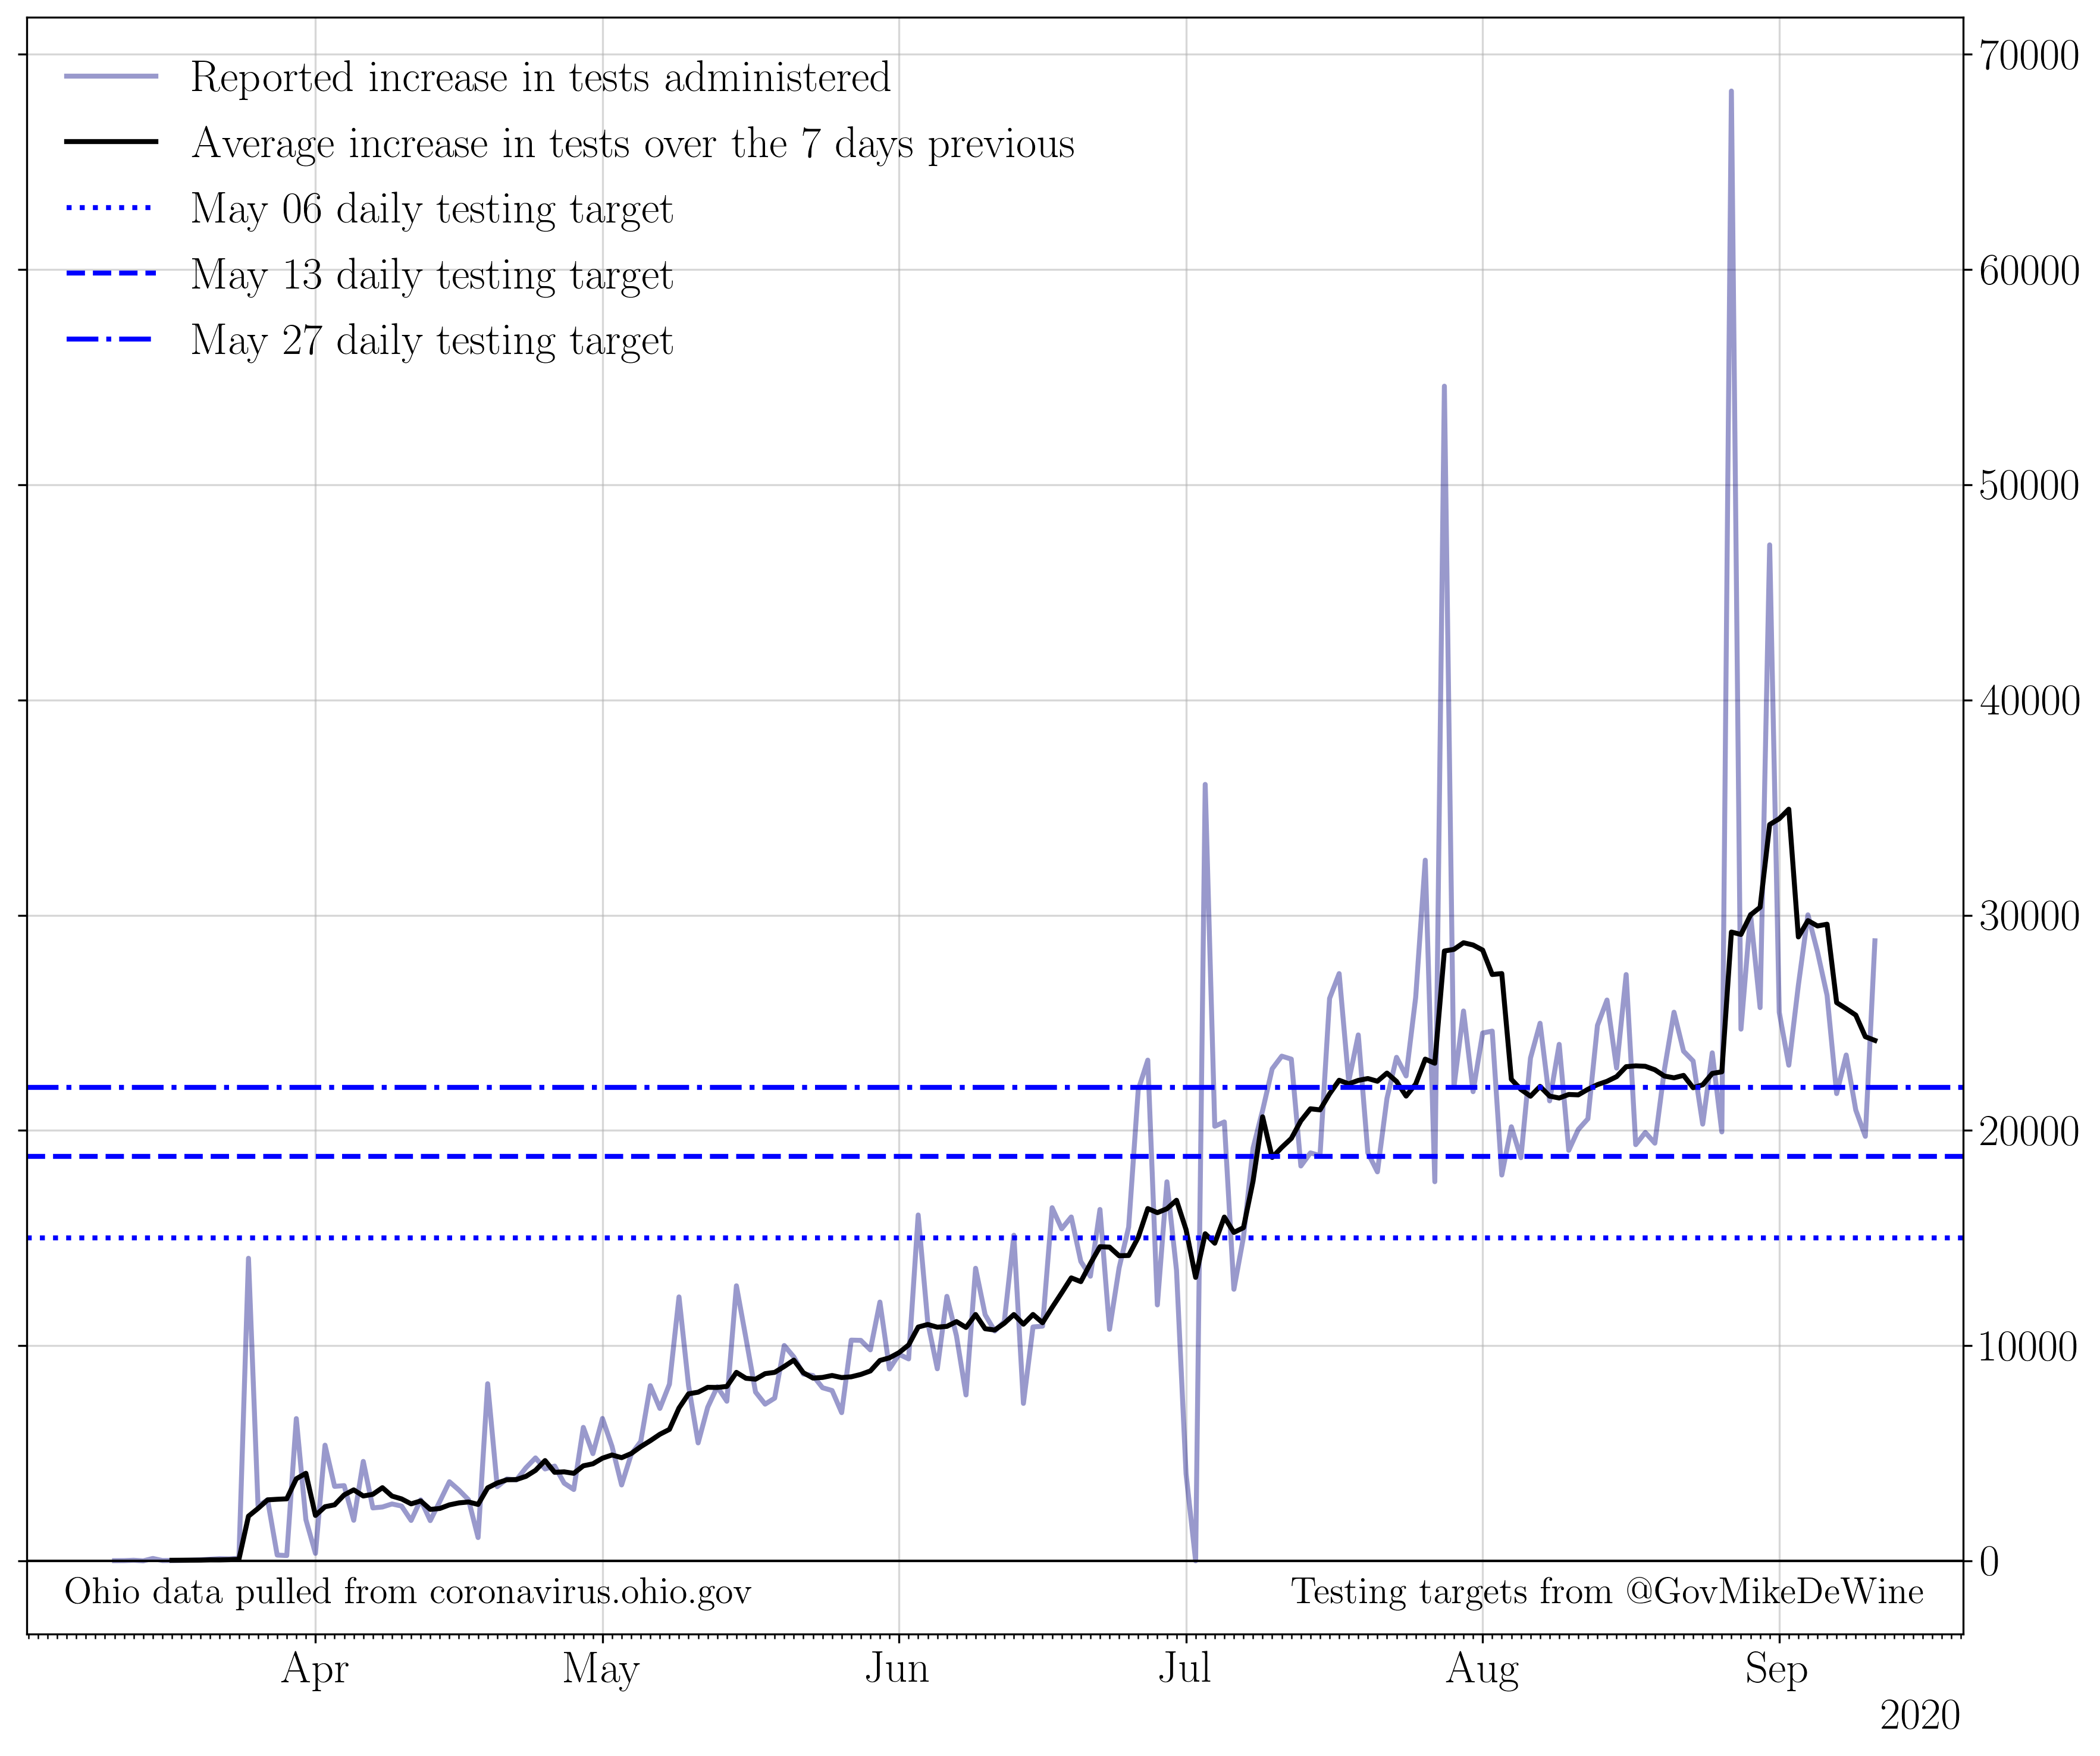 Reported increase in tests administered
Average increase in tests over the 7 days previous
May 06 daily testing target
May 13 daily testing target
May 27 daily testing target
70000
60000
50000
40000
30000
20000
10000
0
Ohio data pulled from coronavirus.ohio.gov
Testing targets from @GovMikeDeWine
Apr May Jun Jul Aug Sep
2020